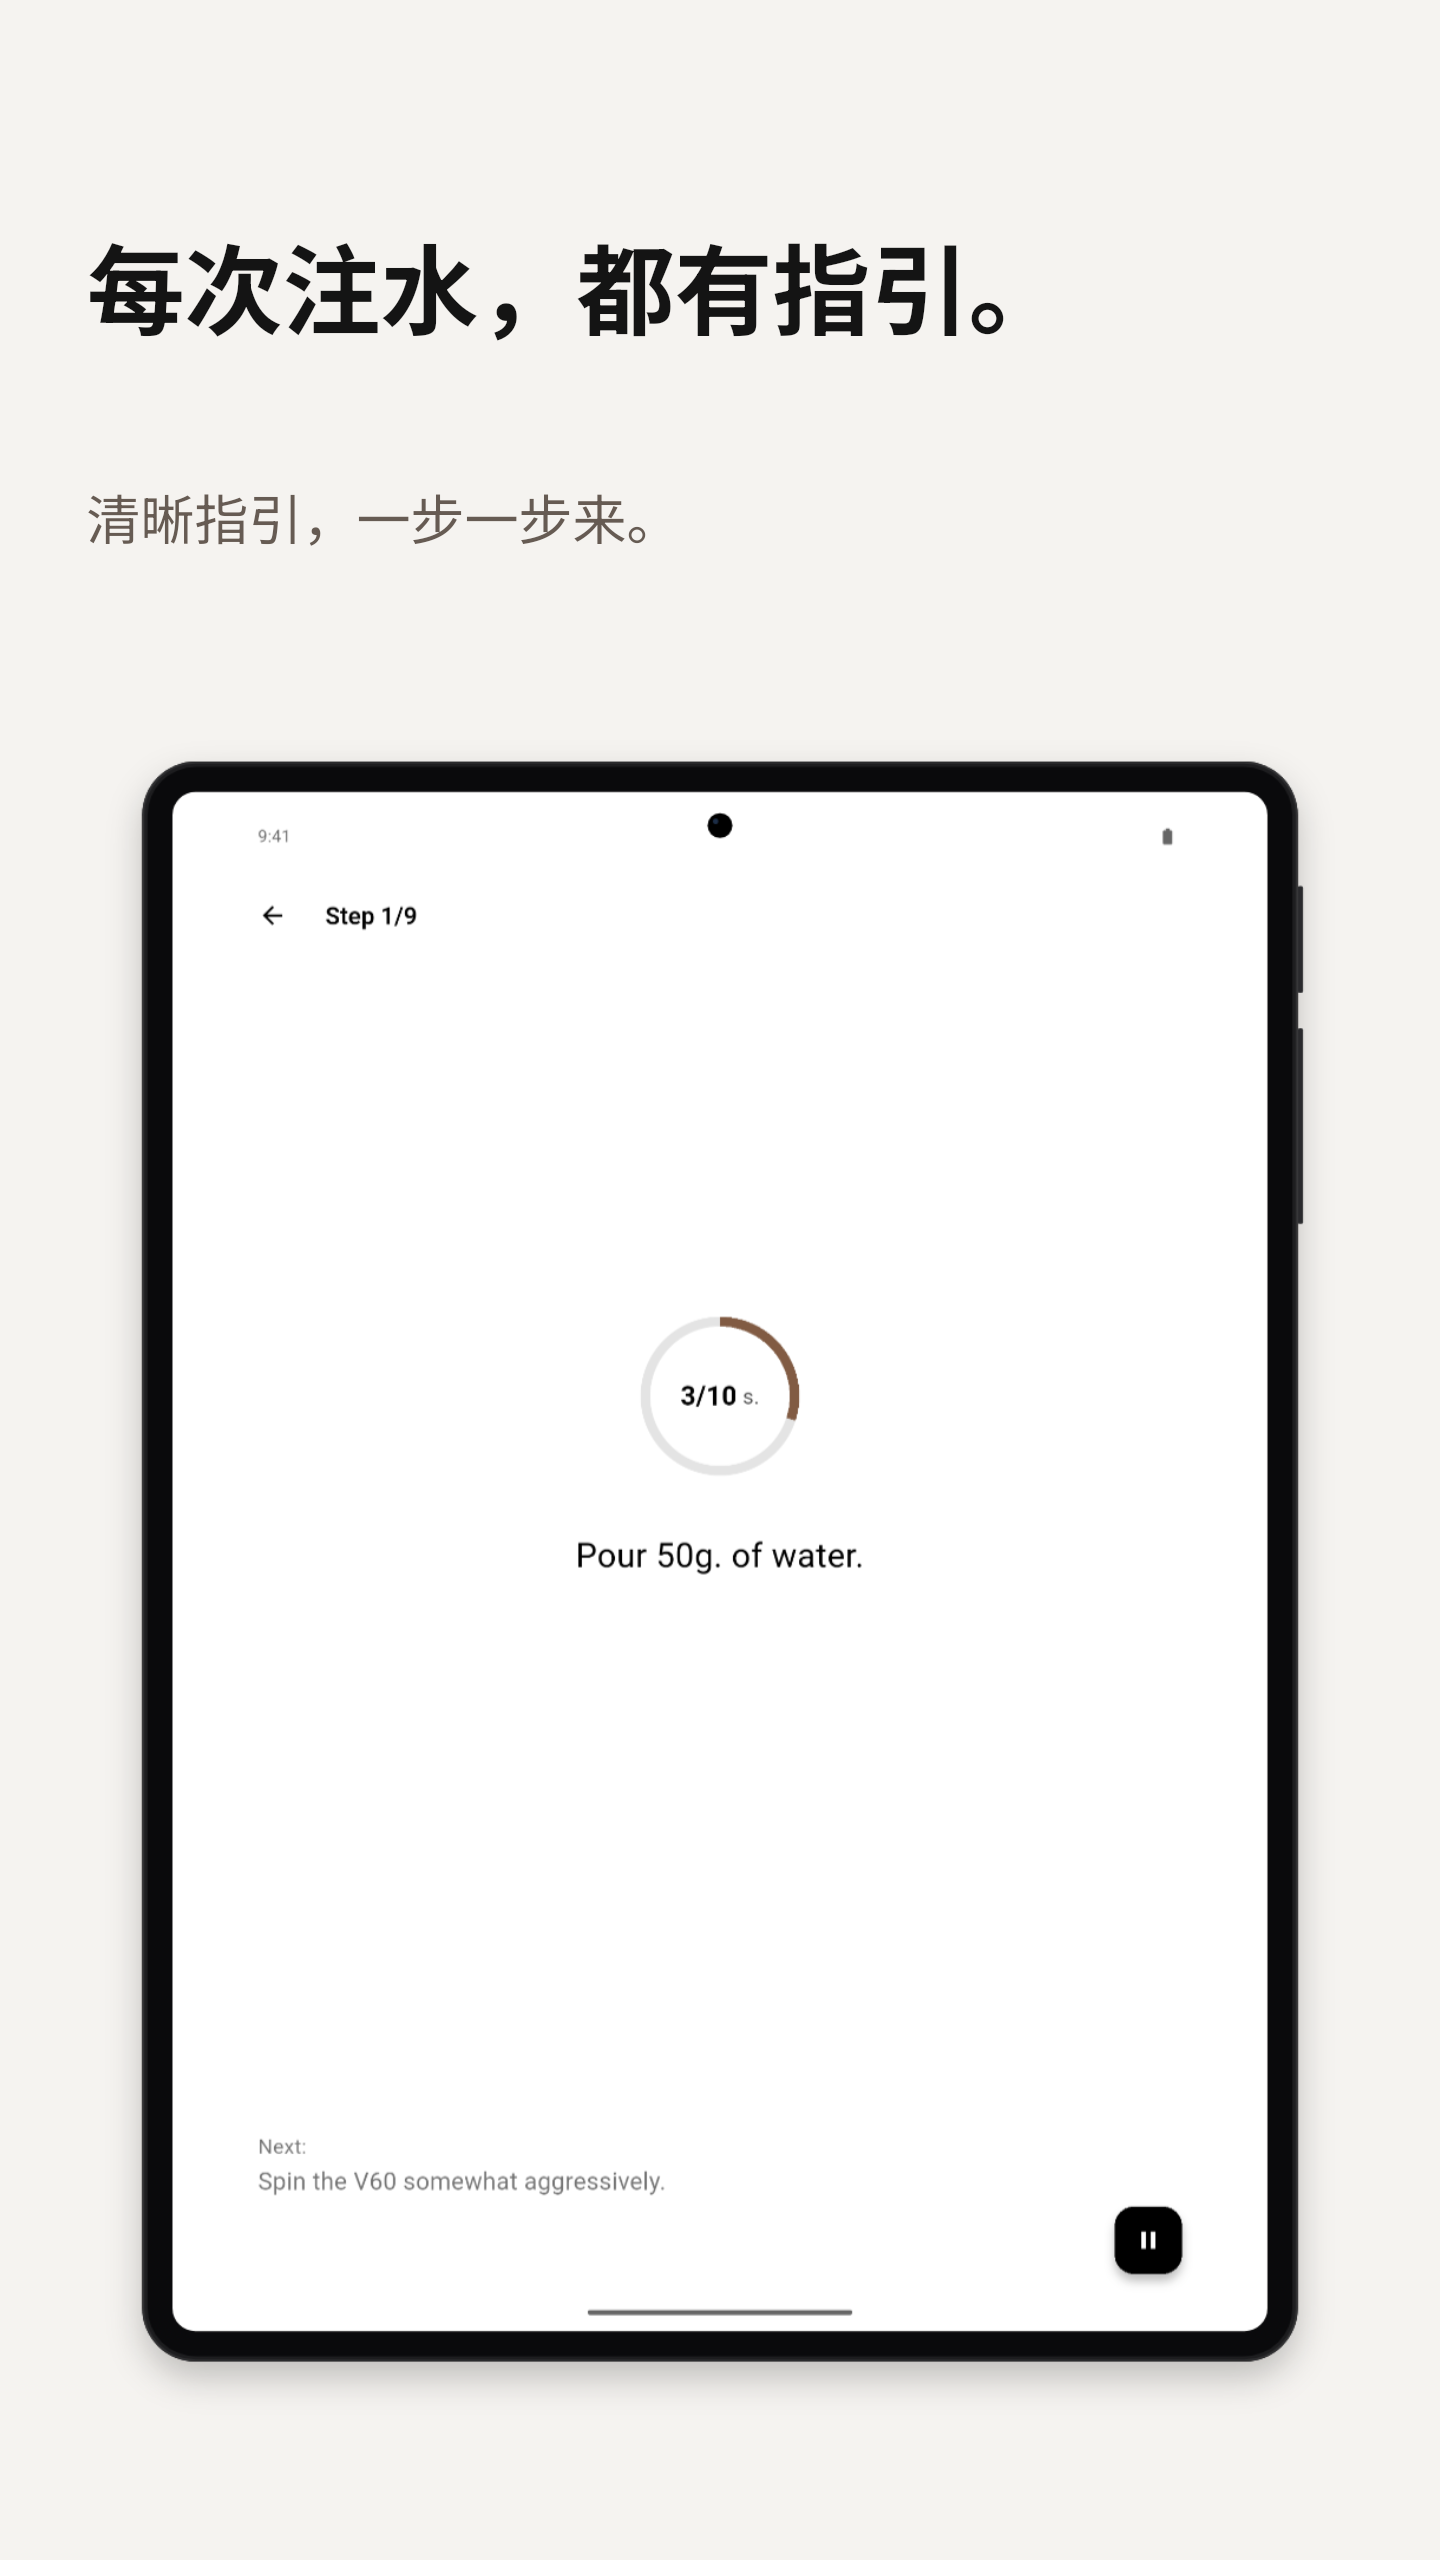 每次注水，都有指引。
清晰指引，一步一步来。
9:41
Step 1/9
3/10 s.
Pour 50g. of water.
Next:
Spin the V60 somewhat aggressively.